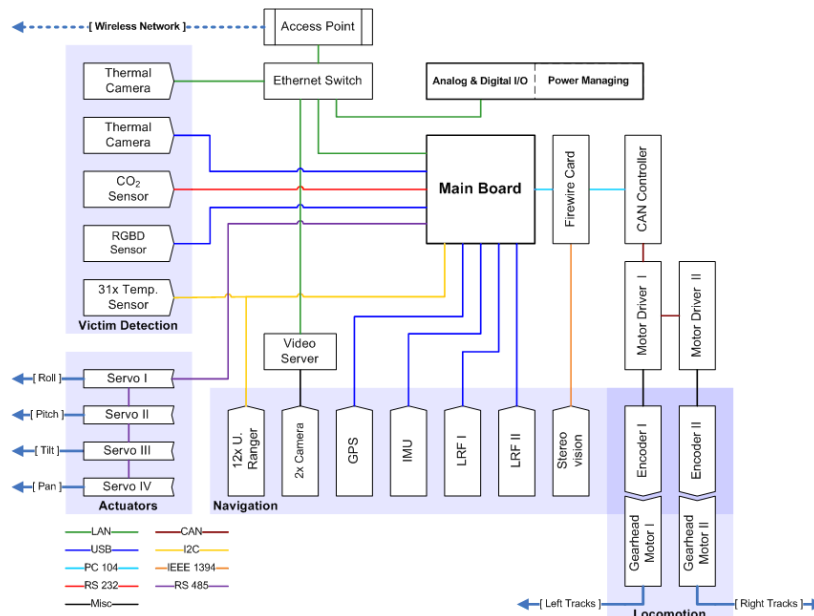 [ Wireless Network ]
Access Point
Thermal
Camera
Ethernet Switch
Analog & Digital I/O
Power Managing
Thermal
Camera
CO2
Sensor
RGBD
Sensor
31x Temp.
Sensor
Victim Detection
Main Board
Firewire Card
CAN Controller
Motor Driver I
Motor Driver II
Video
Server
[ Roll ]
Servo I
[ Pitch ]
Servo II
[ Tilt ]
Servo III
[ Pan ]
Servo IV
Actuators
12x U.
Ranger
2x Camera
GPS
IMU
LRF I
LRF II
Stereo
vision
Encoder I
Encoder II
Navigation
Gearhead
Motor I
Gearhead
Motor II
LAN
CAN
USB
I2C
PC 104
IEEE 1394
RS 232
RS 485
Misc
[ Left Tracks ]
[ Right Tracks ]
Locomotion